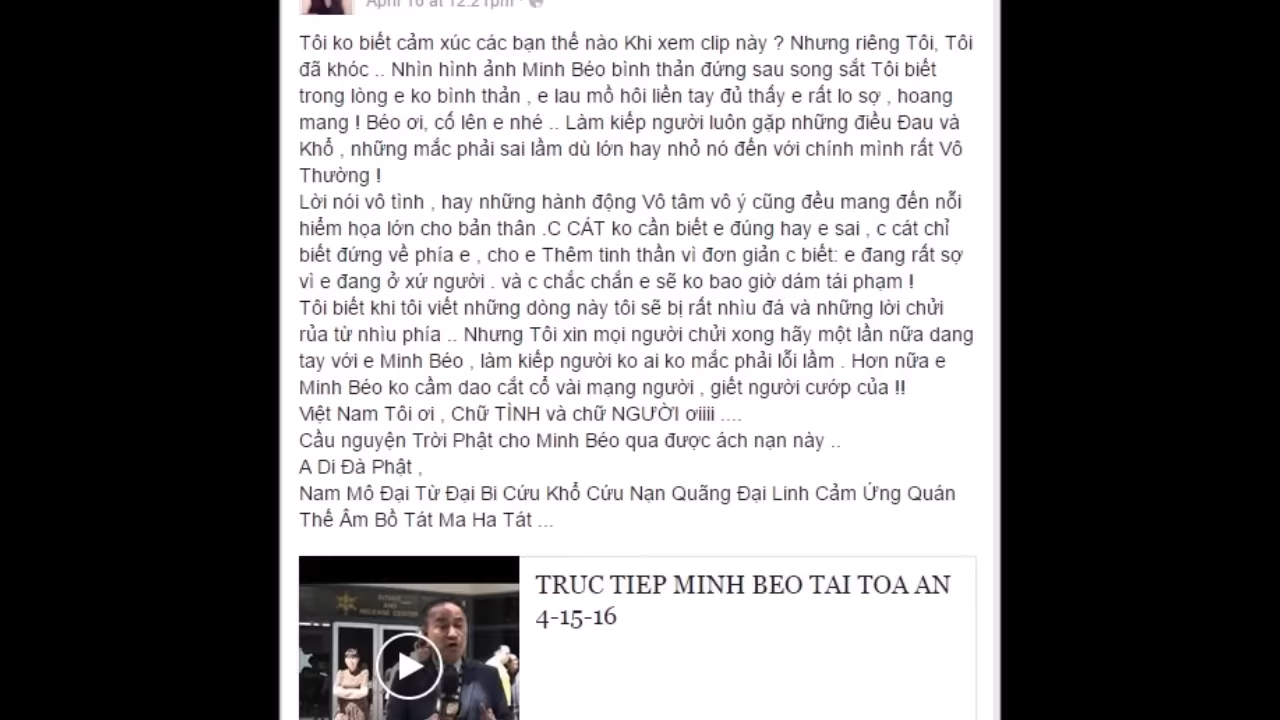 April 16 at 12:21pm ·
Tôi ko biết cảm xúc các bạn thế nào Khi xem clip này ? Nhưng riêng Tôi, Tôi
đã khóc .. Nhìn hình ảnh Minh Béo bình thản đứng sau song sắt Tôi biết
trong lòng e ko bình thản , e lau mồ hôi liền tay đủ thấy e rất lo sợ , hoang
mang ! Béo ơi, cố lên e nhé .. Làm kiếp người luôn gặp những điều Đau và
Khổ , những mắc phải sai lầm dù lớn hay nhỏ nó đến với chính mình rất Vô
Thường !
Lời nói vô tình , hay những hành động Vô tâm vô ý cũng đều mang đến nỗi
hiểm họa lớn cho bản thân .C CÁT ko cần biết e đúng hay e sai , c cát chỉ
biết đứng về phía e , cho e Thêm tinh thần vì đơn giản c biết: e đang rất sợ
vì e đang ở xứ người . và c chắc chắn e sẽ ko bao giờ dám tái phạm !
Tôi biết khi tôi viết những dòng này tôi sẽ bị rất nhìu đá và những lời chửi
rủa từ nhìu phía .. Nhưng Tôi xin mọi người chửi xong hãy một lần nữa dang
tay với e Minh Béo , làm kiếp người ko ai ko mắc phải lỗi lầm . Hơn nữa e
Minh Béo ko cầm dao cắt cổ vài mạng người , giết người cướp của !!
Việt Nam Tôi ơi , Chữ TÌNH và chữ NGƯỜI ơiiii ....
Cầu nguyện Trời Phật cho Minh Béo qua được ách nạn này ..
A Di Đà Phật ,
Nam Mô Đại Từ Đại Bi Cứu Khổ Cứu Nạn Quãng Đại Linh Cảm Ứng Quán
Thế Âm Bồ Tát Ma Ha Tát ...
TRUC TIEP MINH BEO TAI TOA AN
4-15-16
AND
RELEASE CENTER